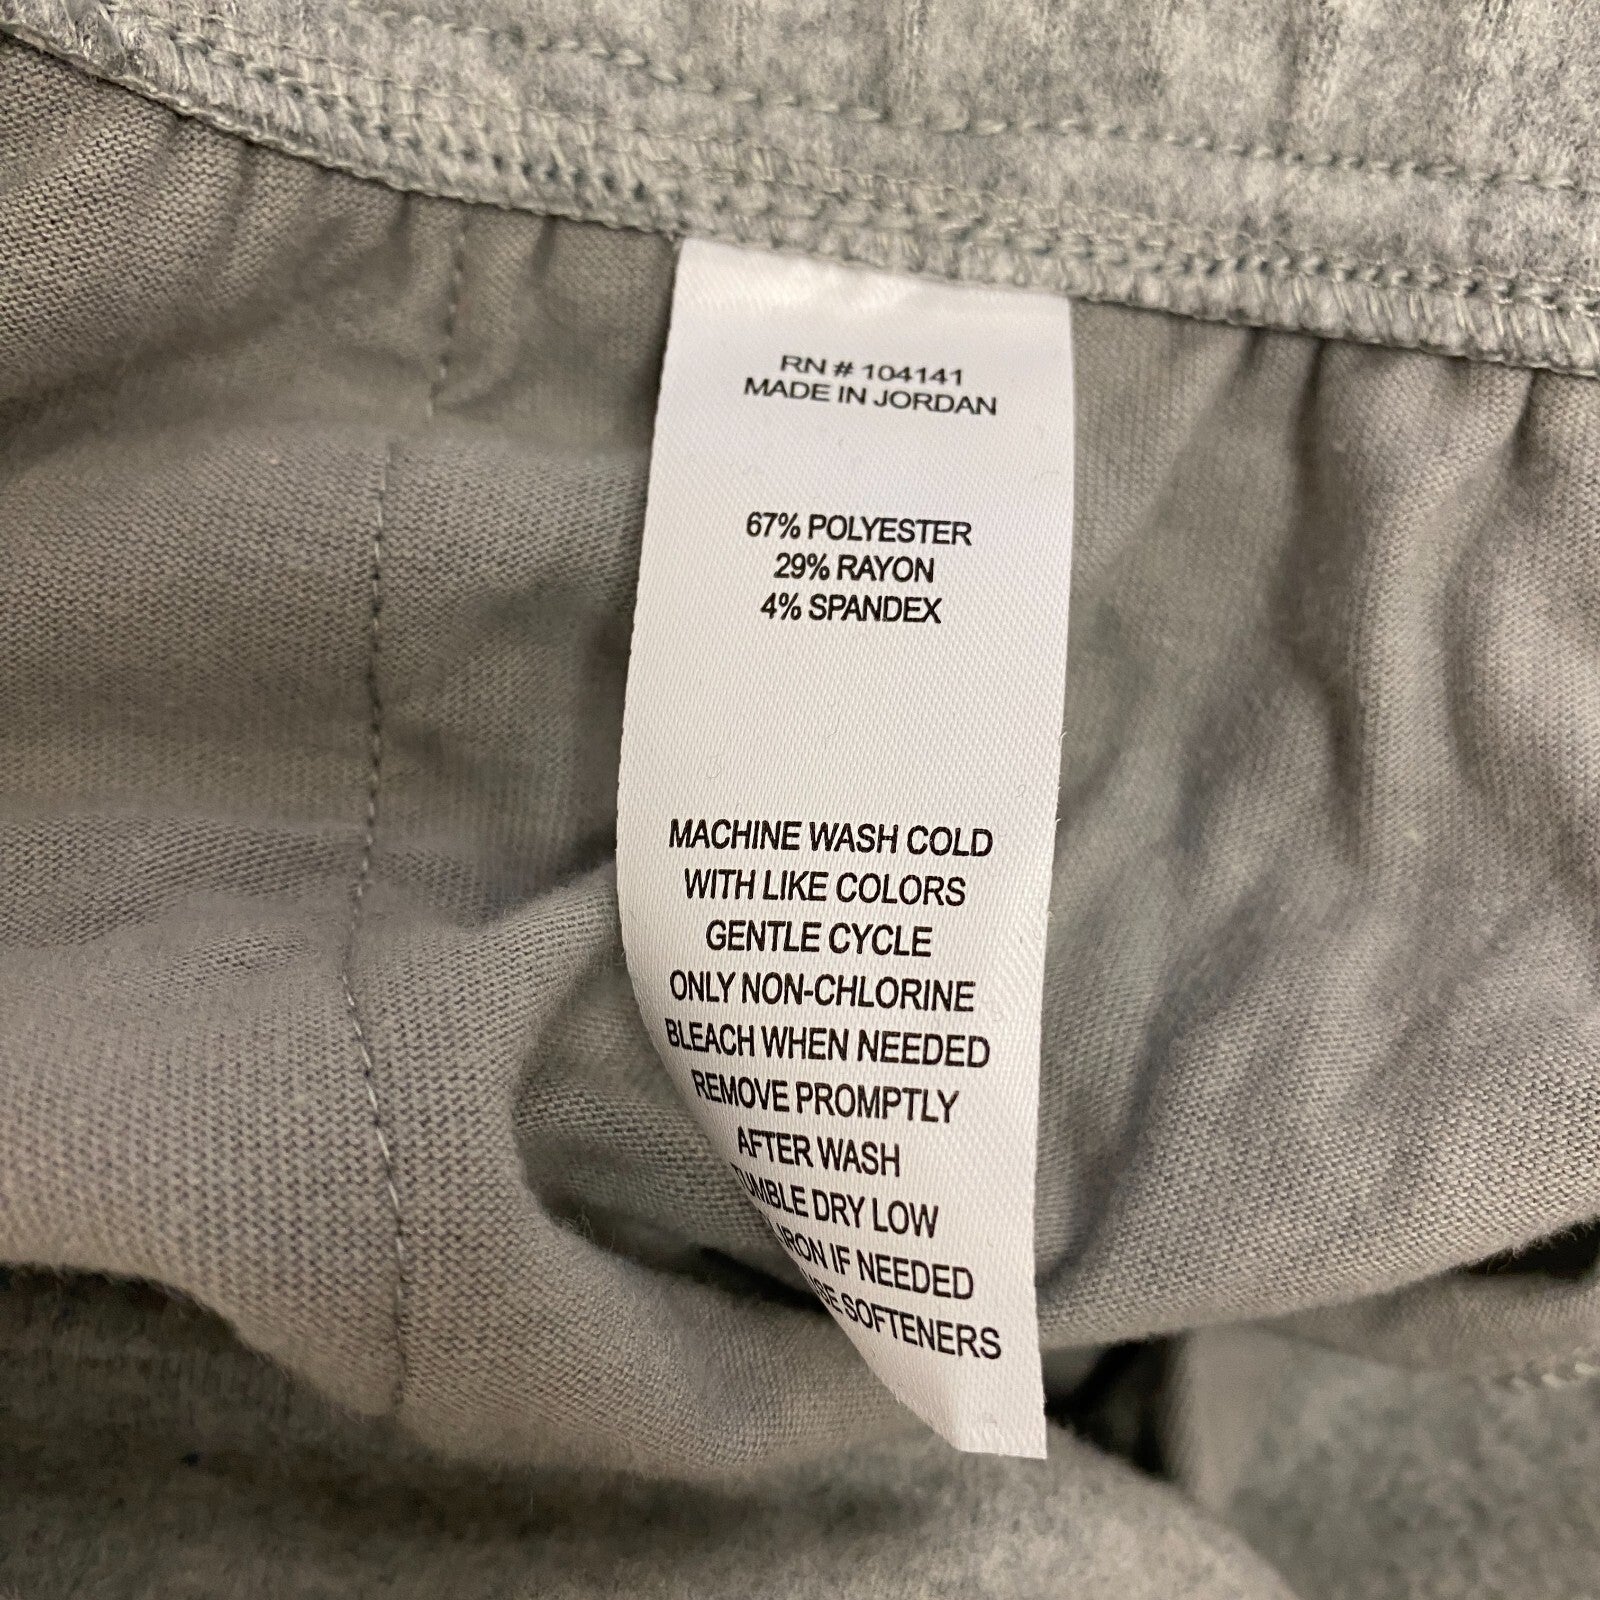 RN # 104141
MADE IN JORDAN
67% POLYESTER
29% RAYON
4% SPANDEX
MACHINE WASH COLD
WITH LIKE COLORS
GENTLE CYCLE
ONLY NON-CHLORINE
BLEACH WHEN NEEDED
REMOVE PROMPTLY
AFTER WASH
TUMBLE DRY LOW
IRON IF NEEDED
SOFTENERS